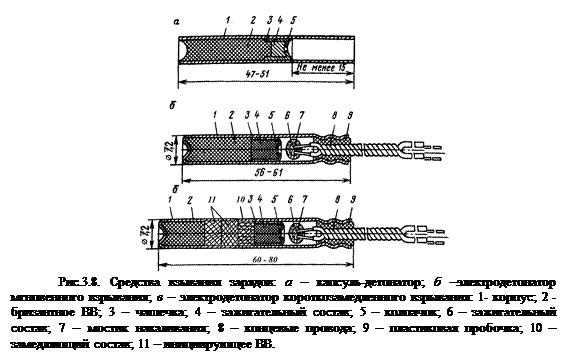 а
1 2 3 4 5
Не менее 15
47-51
б
1 2 3 4 5 6 7 8 9
⌀ 7,2
56-61
б
1 2 11 10 3 4 5 6 7 8 9
⌀ 7,2
60 - 80
Рис.3.8. Средства взывания зарядов: а – капсуль-детонатор; б –электродетонатор
мгновенного взрывания; в – электродетонатор короткозамедленного взрывания: 1- корпус; 2 -
бризантное ВВ; 3 – чашечка; 4 – зажигательный состав; 5 – колпачик; 6 – зажигательный
состав; 7 – мостик накаливания; 8 – концевые провода; 9 – пластиковая пробочка; 10 –
замедляющий состав; 11 – инициирующее ВВ.